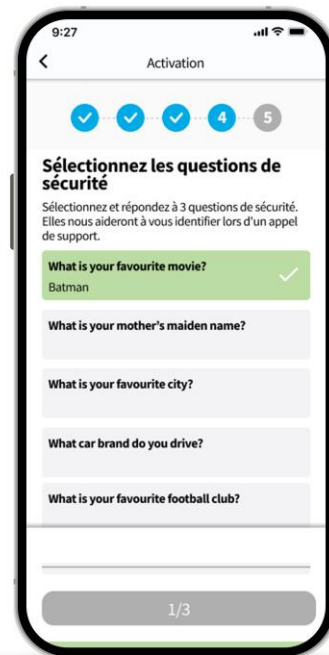 9:27
Activation
4
5
Sélectionnez les questions de
sécurité
Sélectionnez et répondez à 3 questions de sécurité.
Elles nous aideront à vous identifier lors d'un appel
de support.
What is your favourite movie?
Batman
What is your mother's maiden name?
What is your favourite city?
What car brand do you drive?
What is your favourite football club?
1/3